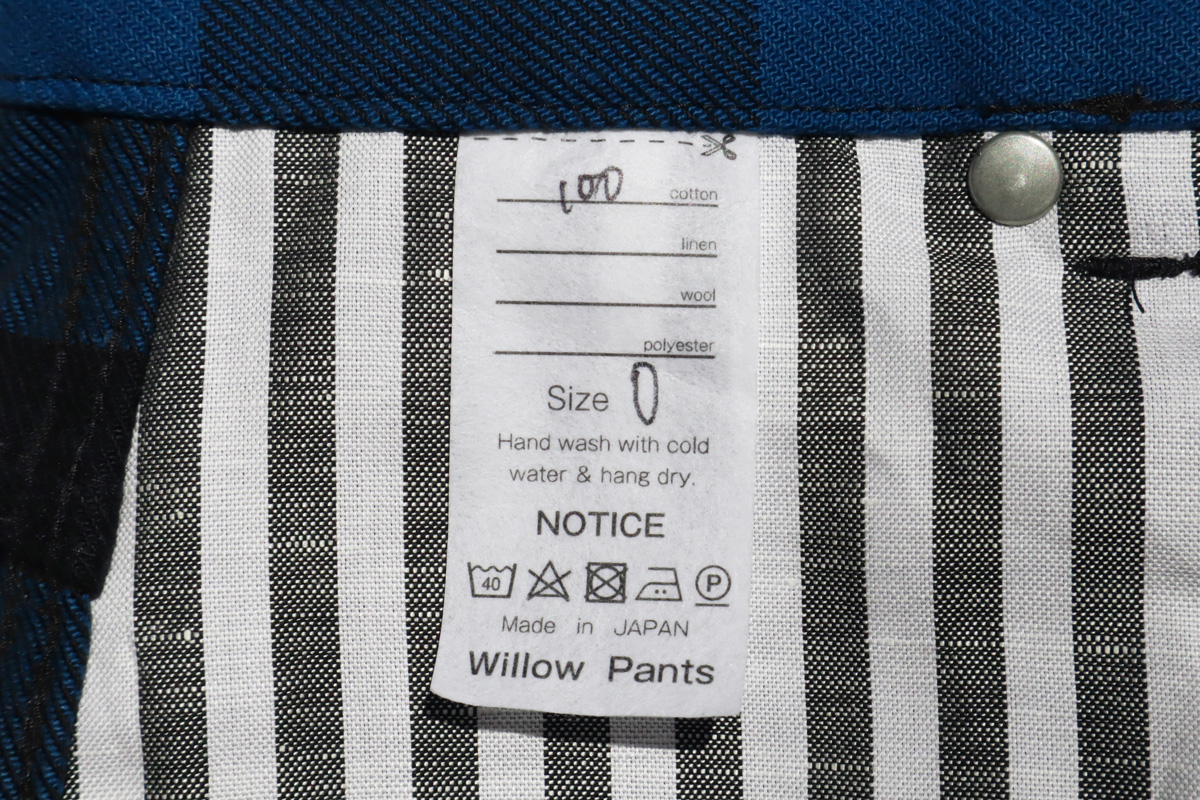 100 cotton
linen
wool
polyester
Size 0
Hand wash with cold
water & hang dry.
NOTICE
40 P
Made in JAPAN
Willow Pants